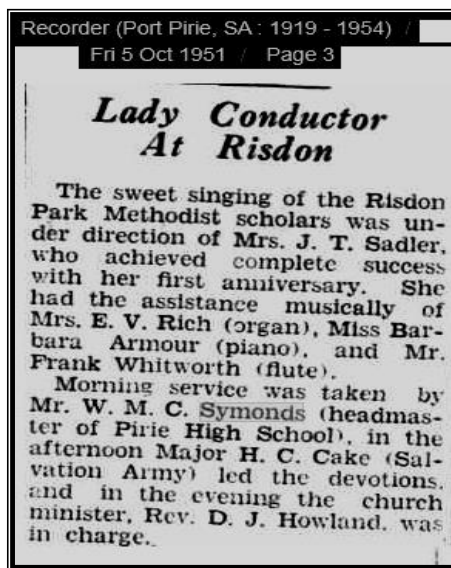 Recorder (Port Pirie, SA : 1919 - 1954) /
Fri 5 Oct 1951 / Page 3
Lady Conductor
At Risdon
The sweet singing of the Risdon
Park Methodist scholars was un-
der direction of Mrs. J. T. Sadler,
who achieved complete success
with her first anniversary. She
had the assistance musically of
Mrs. E. V. Rich (organ), Miss Bar-
bara Armour (piano), and Mr.
Frank Whitworth (flute).
Morning service was taken by
Mr. W. M. C. Symonds (headmas-
ter of Pirie High School), in the
afternoon Major H. C. Cake (Sal-
vation Army) led the devotions,
and in the evening the church
minister, Rev. D. J. Howland, was
in charge.